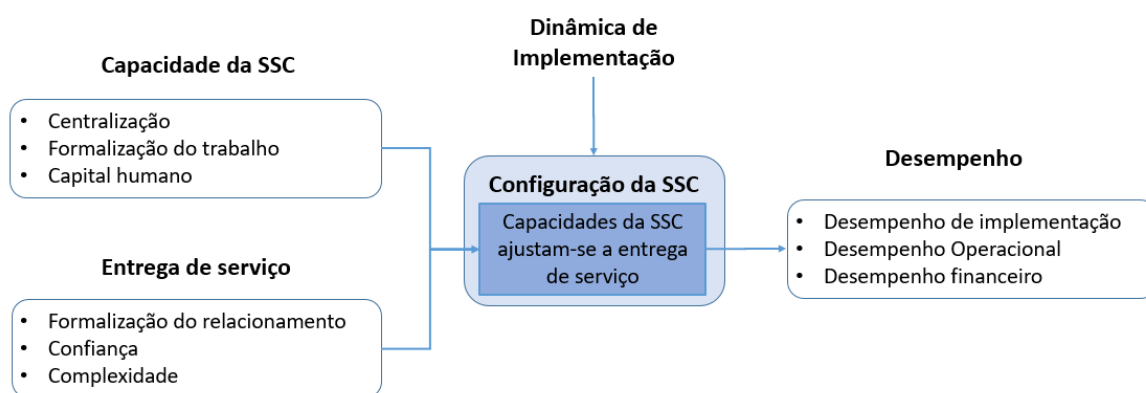 Dinâmica de
Implementação
Capacidade da SSC
• Centralização
• Formalização do trabalho
• Capital humano
Entrega de serviço
• Formalização do relacionamento
• Confiança
• Complexidade
Configuração da SSC
Capacidades da SSC
ajustam-se a entrega
de serviço
Desempenho
• Desempenho de implementação
• Desempenho Operacional
• Desempenho financeiro